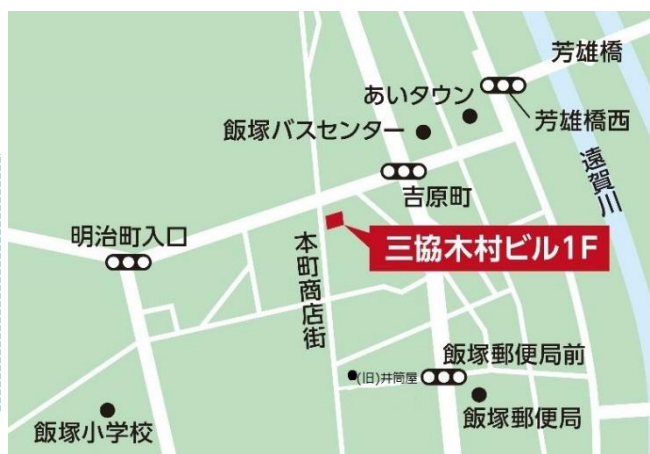 芳雄橋
あいタウン
飯塚バスセンター
芳雄橋西
遠賀川
吉原町
明治町入口
三協木村ビル1F
本町商店街
飯塚郵便局前
(旧)井筒屋
飯塚郵便局
飯塚小学校